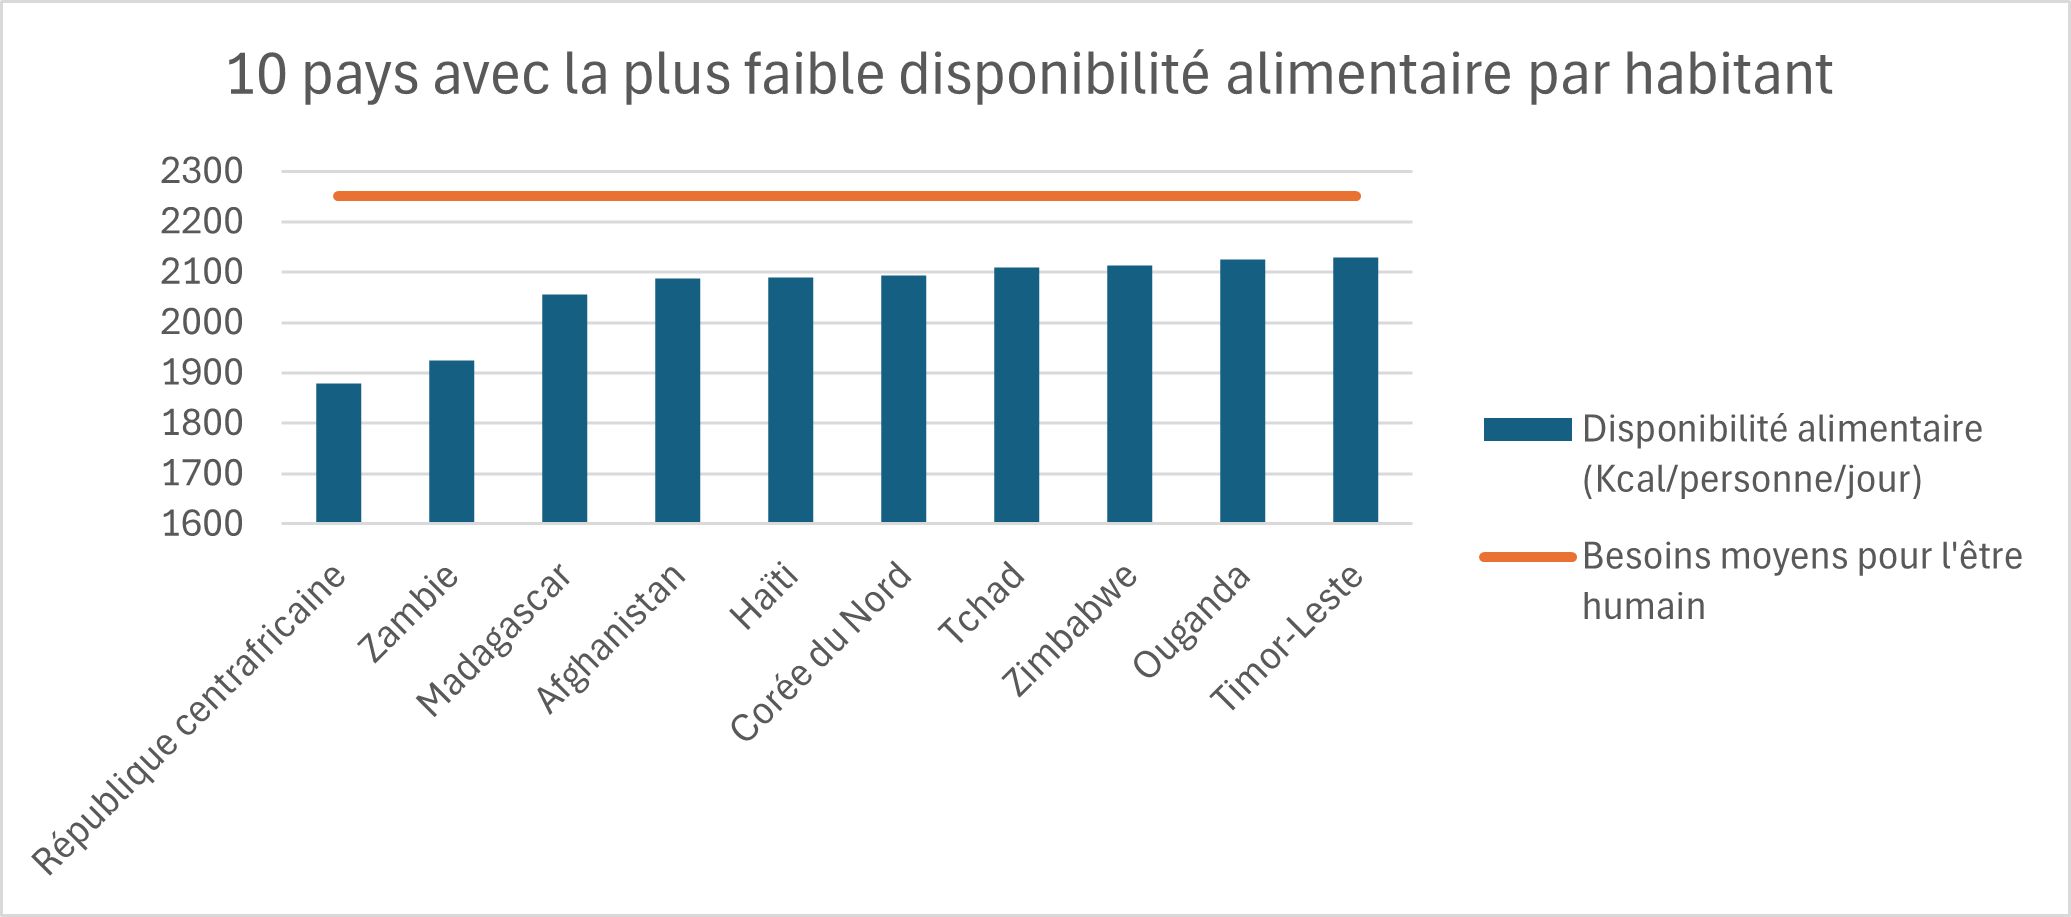 10 pays avec la plus faible disponibilité alimentaire par habitant
2300
2200
2100
2000
1900
1800
1700
1600
République centrafricaine
Zambie
Madagascar
Afghanistan
Haïti
Corée du Nord
Tchad
Zimbabwe
Ouganda
Timor-Leste
Disponibilité alimentaire
(Kcal/personne/jour)
Besoins moyens pour l'être
humain